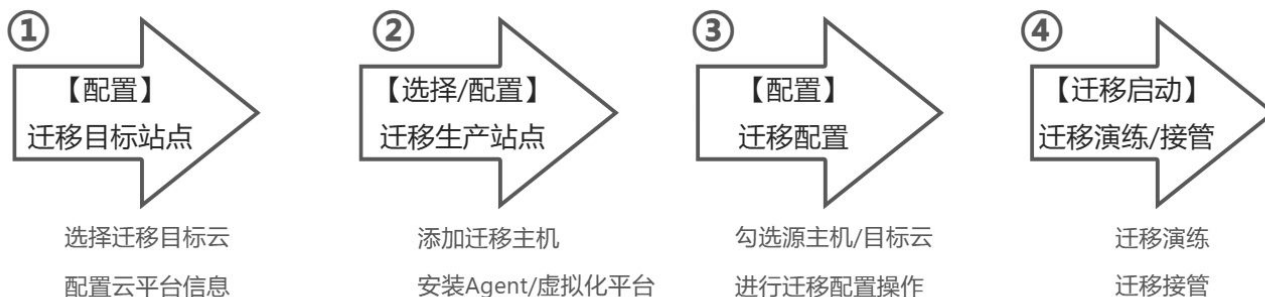 ①
【配置】
迁移目标站点
选择迁移目标云
配置云平台信息
②
【选择/配置】
迁移生产站点
添加迁移主机
安装Agent/虚拟化平台
③
【配置】
迁移配置
勾选源主机/目标云
进行迁移配置操作
④
【迁移启动】
迁移演练/接管
迁移演练
迁移接管